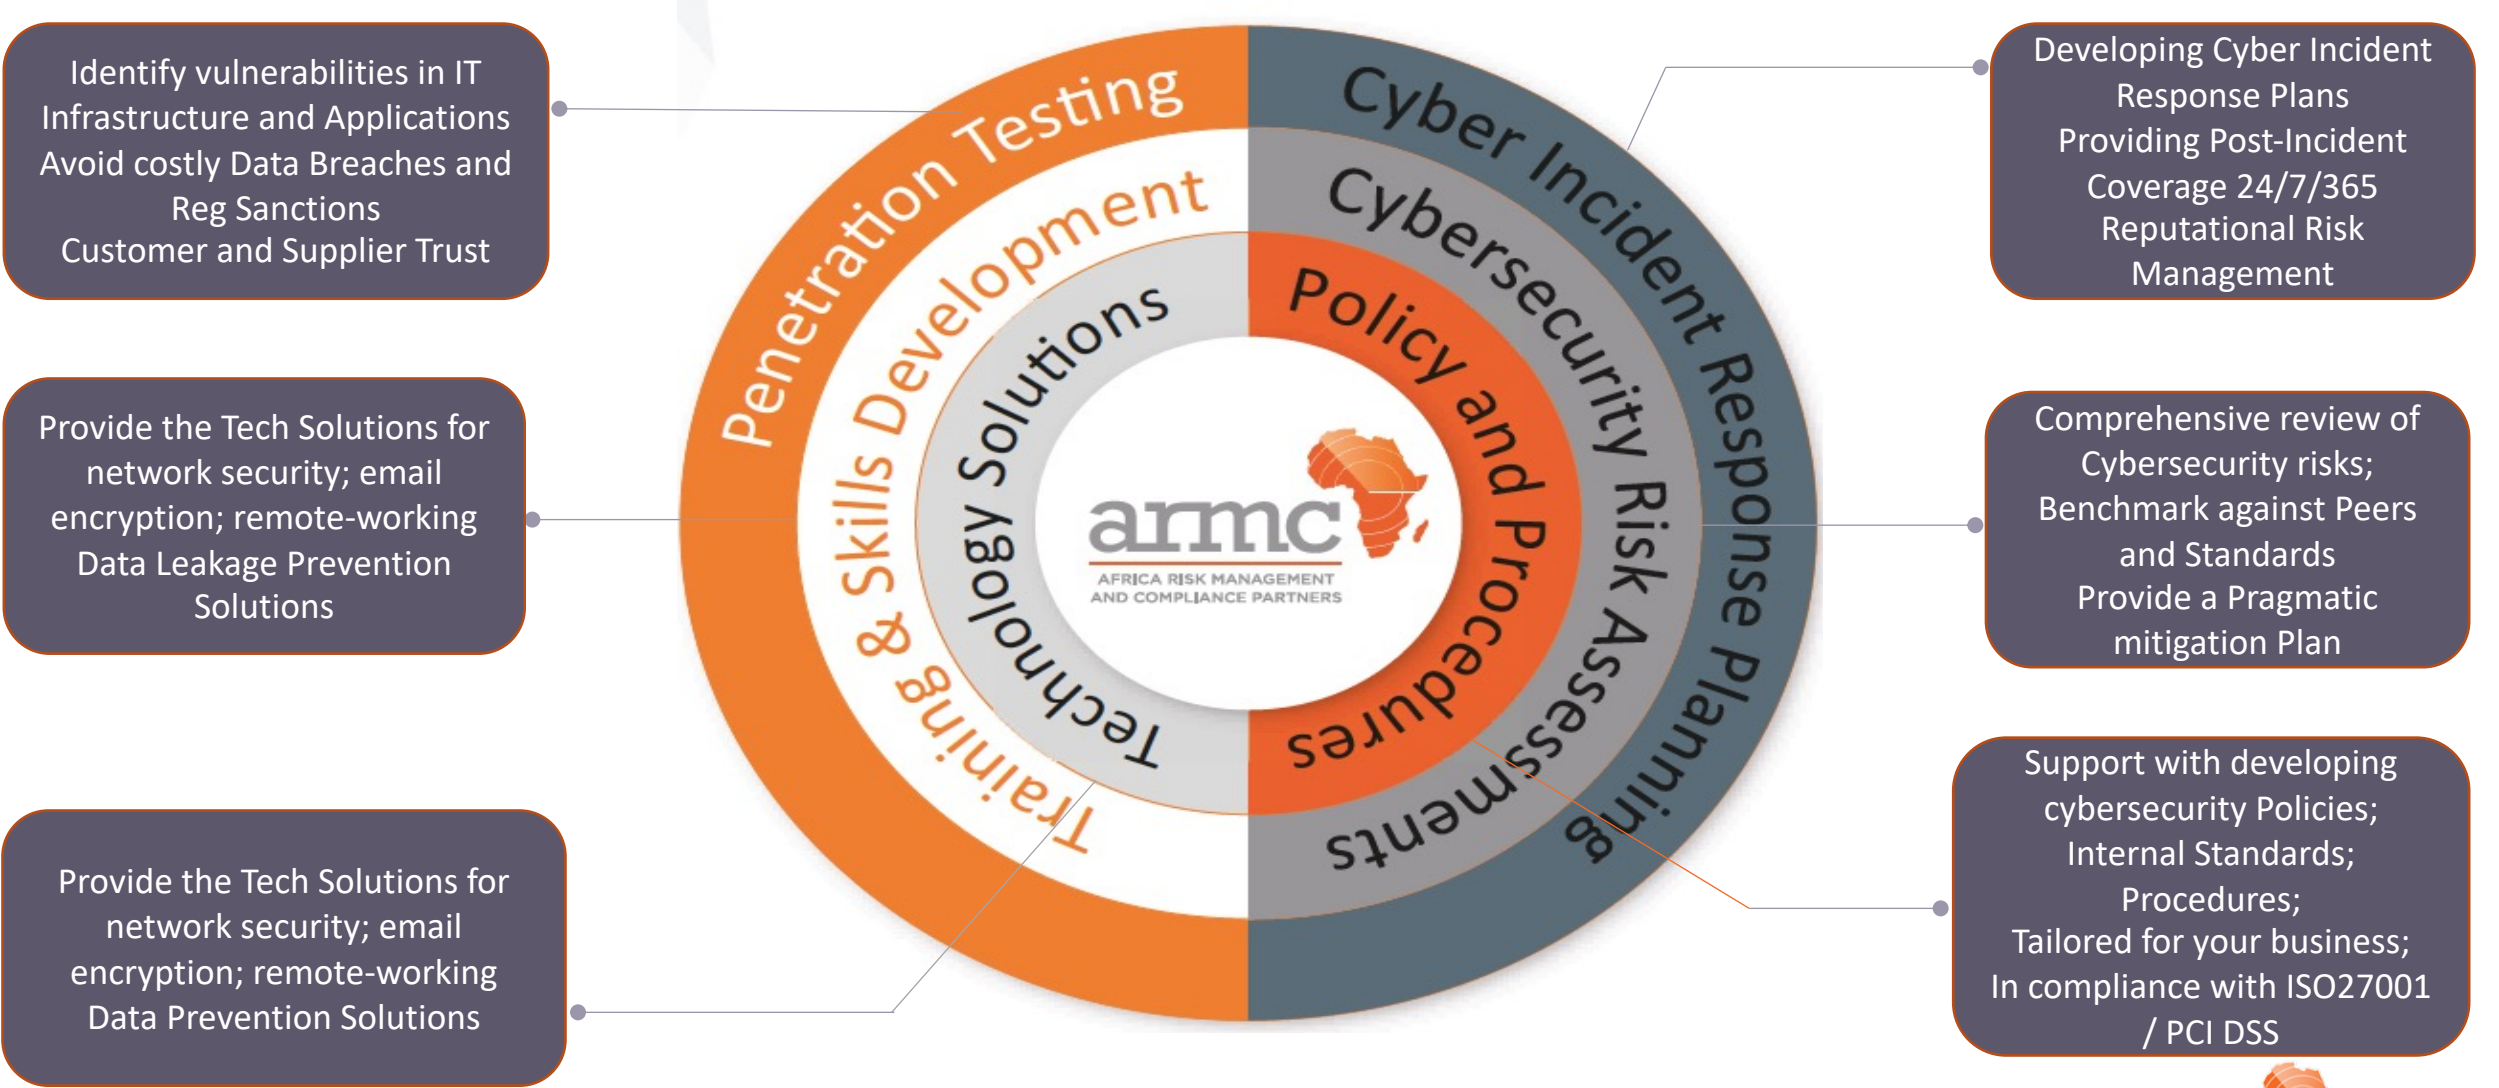 Identify vulnerabilities in IT
Infrastructure and Applications
Avoid costly Data Breaches and
Reg Sanctions
Customer and Supplier Trust
Provide the Tech Solutions for
network security; email
encryption; remote-working
Data Leakage Prevention
Solutions
Provide the Tech Solutions for
network security; email
encryption; remote-working
Data Prevention Solutions
Penetration Testing
Training & Skills Development
Technology Solutions
armc
AFRICA RISK MANAGEMENT
AND COMPLIANCE PARTNERS
Policy and Procedures
Cybersecurity Risk Assessments
Cyber Incident Response Planning
Developing Cyber Incident
Response Plans
Providing Post-Incident
Coverage 24/7/365
Reputational Risk
Management
Comprehensive review of
Cybersecurity risks;
Benchmark against Peers
and Standards
Provide a Pragmatic
mitigation Plan
Support with developing
cybersecurity Policies;
Internal Standards;
Procedures;
Tailored for your business;
In compliance with ISO27001
/ PCI DSS